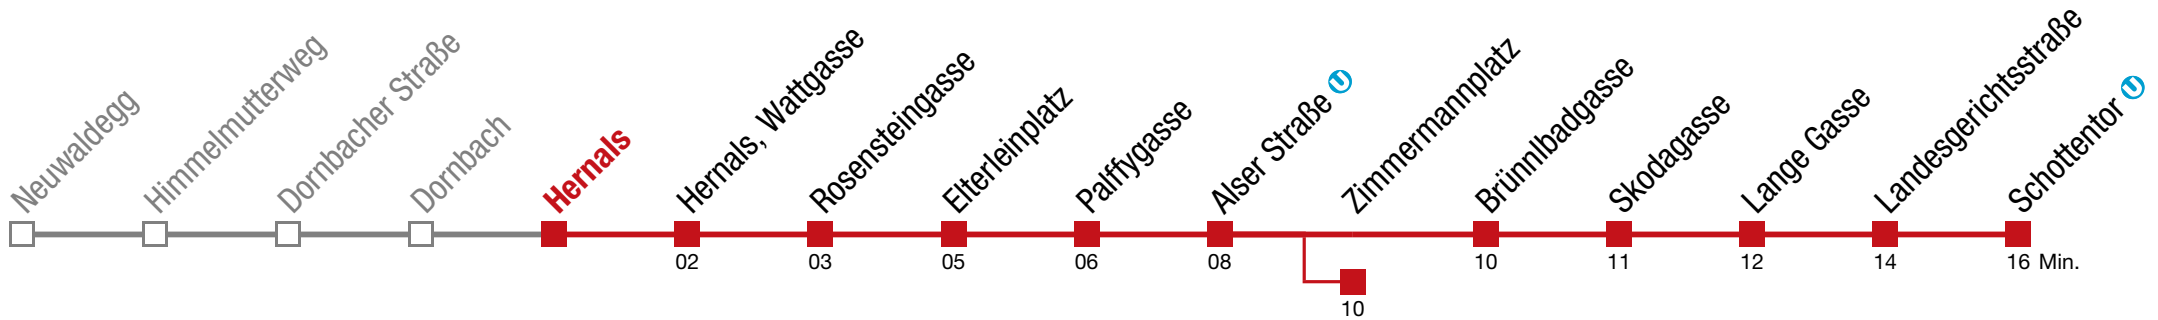 Neuwaldegg
Himmelmutterweg
Dornbacher Straße
Dornbach
Hernals
Hernals, Wattgasse
Rosensteingasse
Elterleinplatz
Palffygasse
Alser Straße U
Zimmermannplatz
Brünnlbadgasse
Skodagasse
Lange Gasse
Landesgerichtsstraße
Schottentor U
02 03 05 06 08 10 11 12 14 16 Min.
10